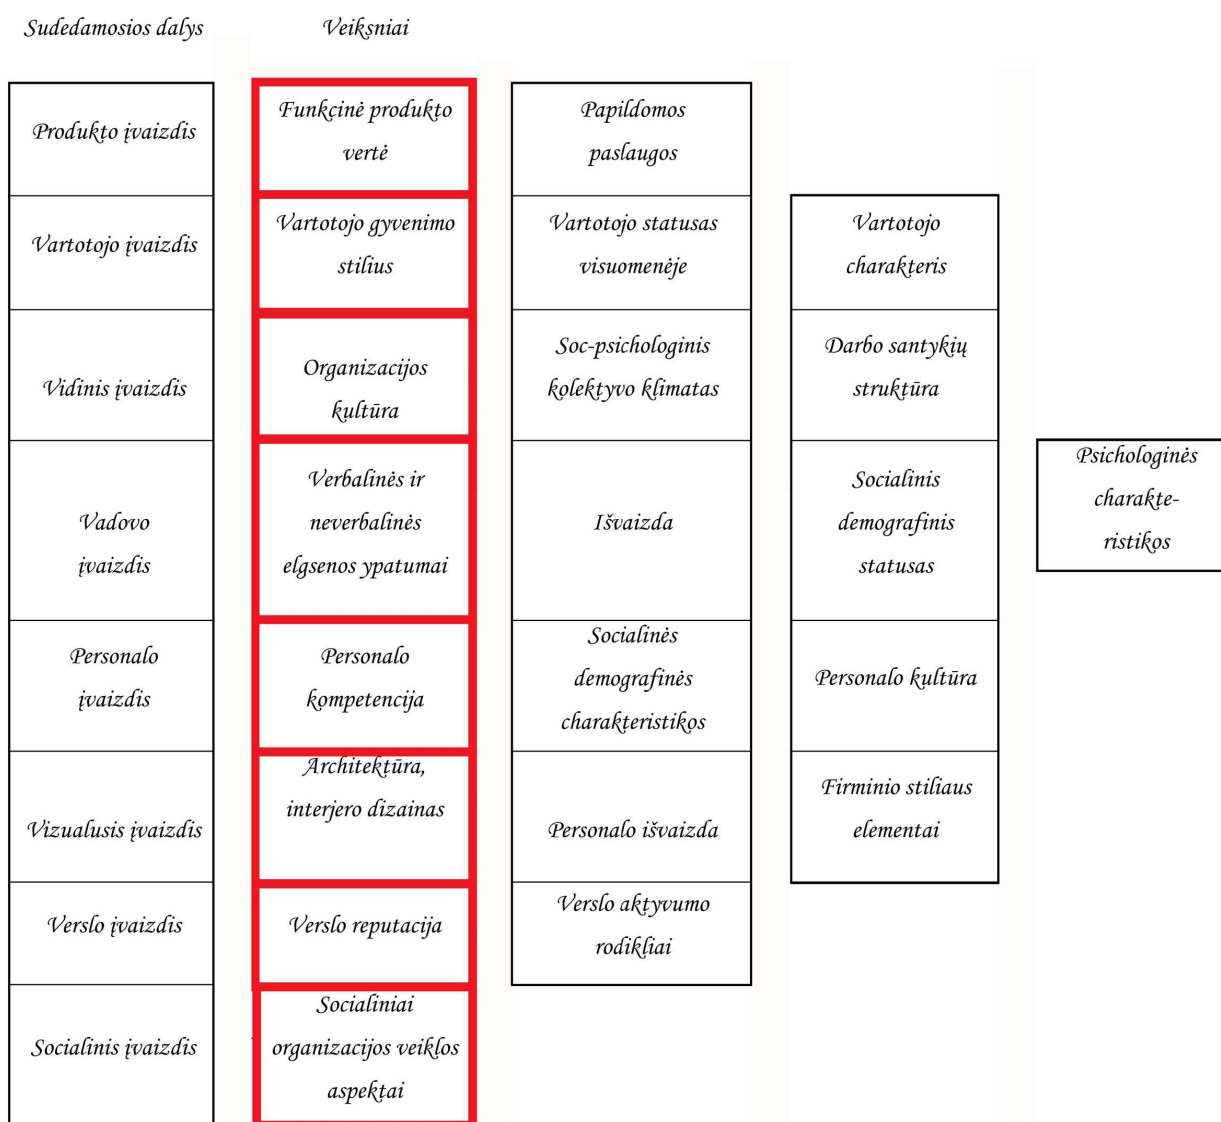 Sudedamosios dalys
Veiksniai
Produkto įvaizdis
Funkcinė produkto
vertė
Papildomos
paslaugos
Vartotojo įvaizdis
Vartotojo gyvenimo
stilius
Vartotojo statusas
visuomenėje
Vartotojo
charakteris
Vidinis įvaizdis
Organizacijos
kultūra
Soc-psichologinis
kolektyvo klimatas
Darbo santykių
struktūra
Vadovo
įvaizdis
Verbalinės ir
neverbalinės
elgsenos ypatumai
Išvaizda
Socialinis
demografinis
statusas
Psichologinės
charakte-
ristikos
Personalo
įvaizdis
Personalo
kompetencija
Socialinės
demografinės
charakteristikos
Personalo kultūra
Vizualusis įvaizdis
Architektūra,
interjero dizainas
Personalo išvaizda
Firminio stiliaus
elementai
Verslo įvaizdis
Verslo reputacija
Verslo aktyvumo
rodikliai
Socialinis įvaizdis
Socialiniai
organizacijos veiklos
aspektai